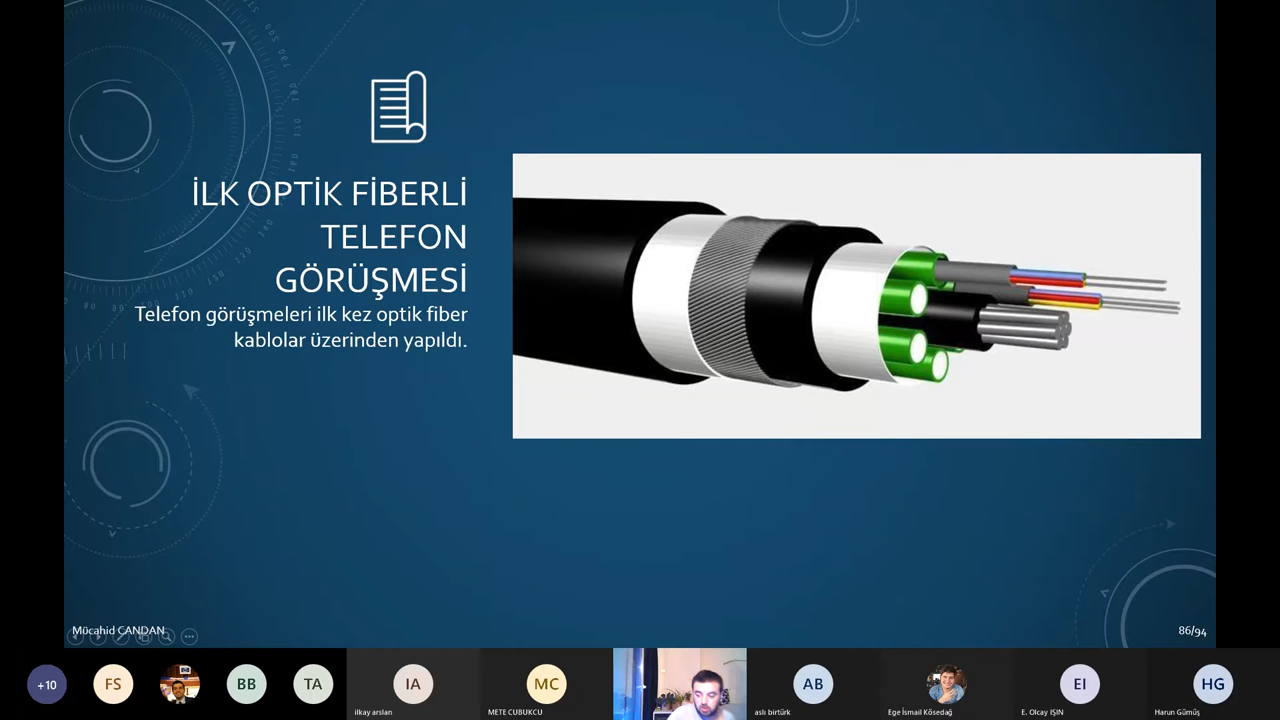 İLK OPTİK FİBERLİ
TELEFON
GÖRÜŞMESİ
Telefon görüşmeleri ilk kez optik fiber
kablolar üzerinden yapıldı.
Mücahid CANDAN
86/94
+10
FS
BB
TA
IA
ilkay arslan
MC
METE CUBUKCU
AB
aslı birtürk
Ege İsmail Kösedağ
EI
E. Olcay IŞIN
HG
Harun Gümüş